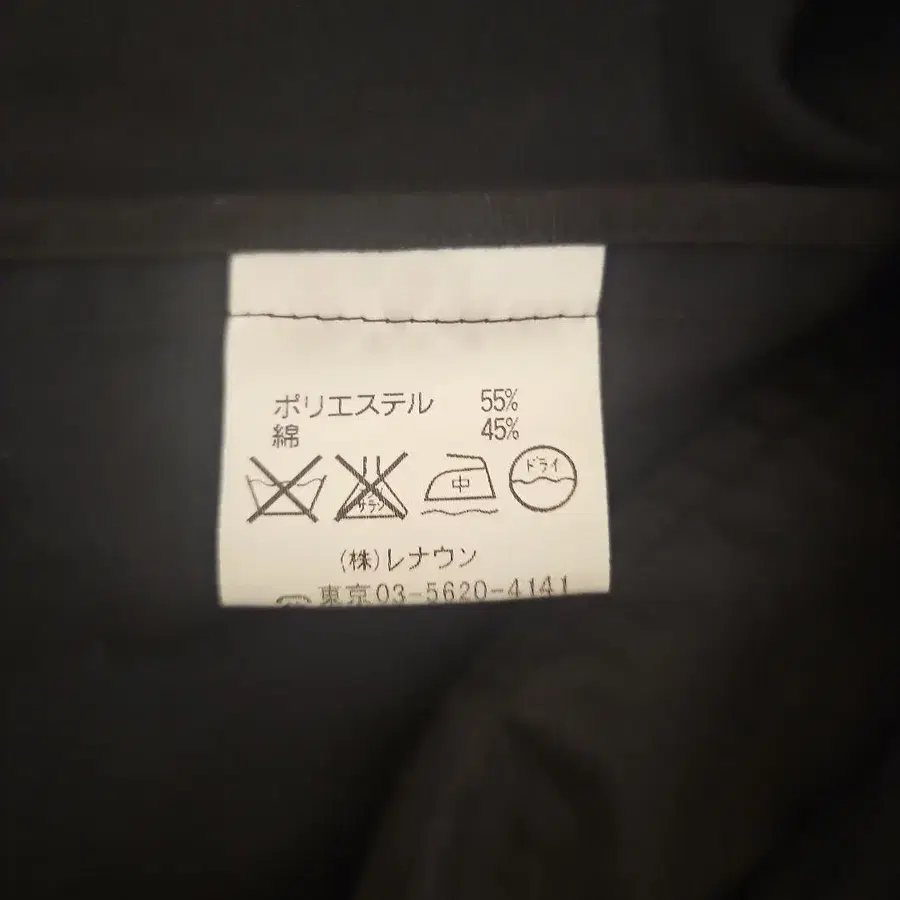 ポリエステル 55%
綿 45%
中 ドライ
(株)レナウン
東京03-5620-4141